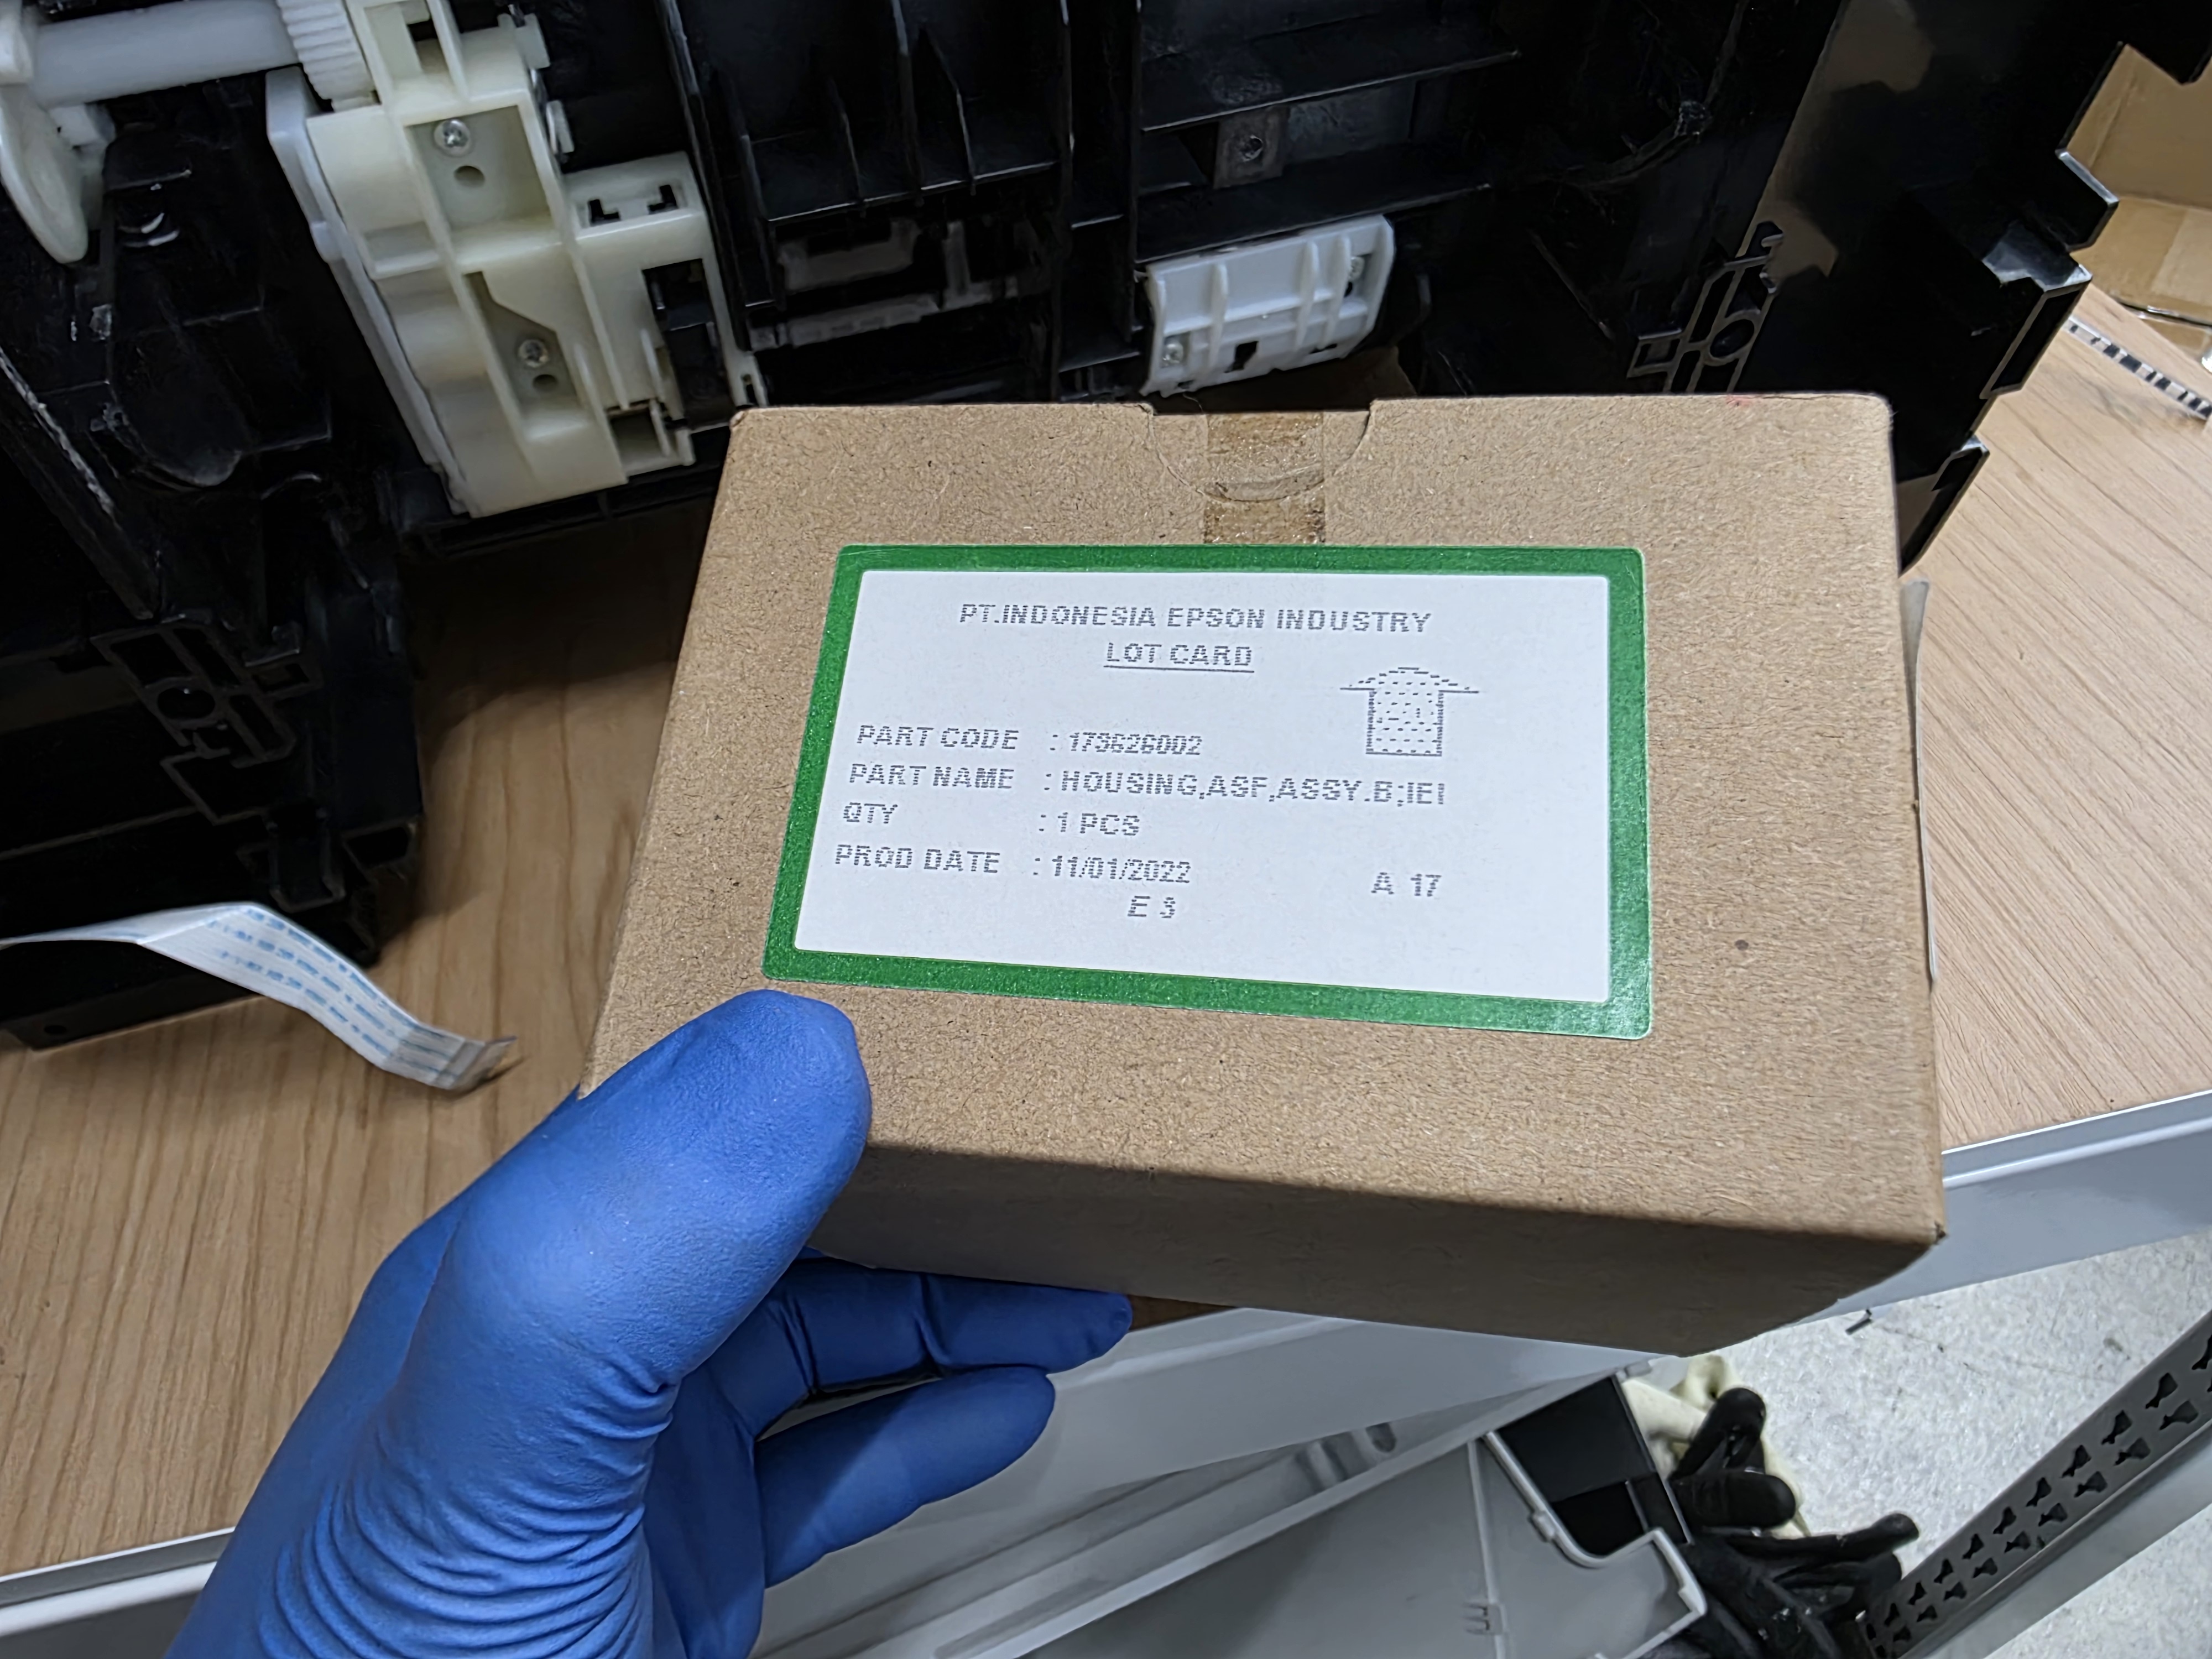 PT.INDONESIA EPSON INDUSTRY
LOT CARD
PART CODE : 173626002
PART NAME : HOUSING,ASF,ASSY.B;IEI
QTY : 1 PCS
PROD DATE : 11/01/2022
E 3
A 17